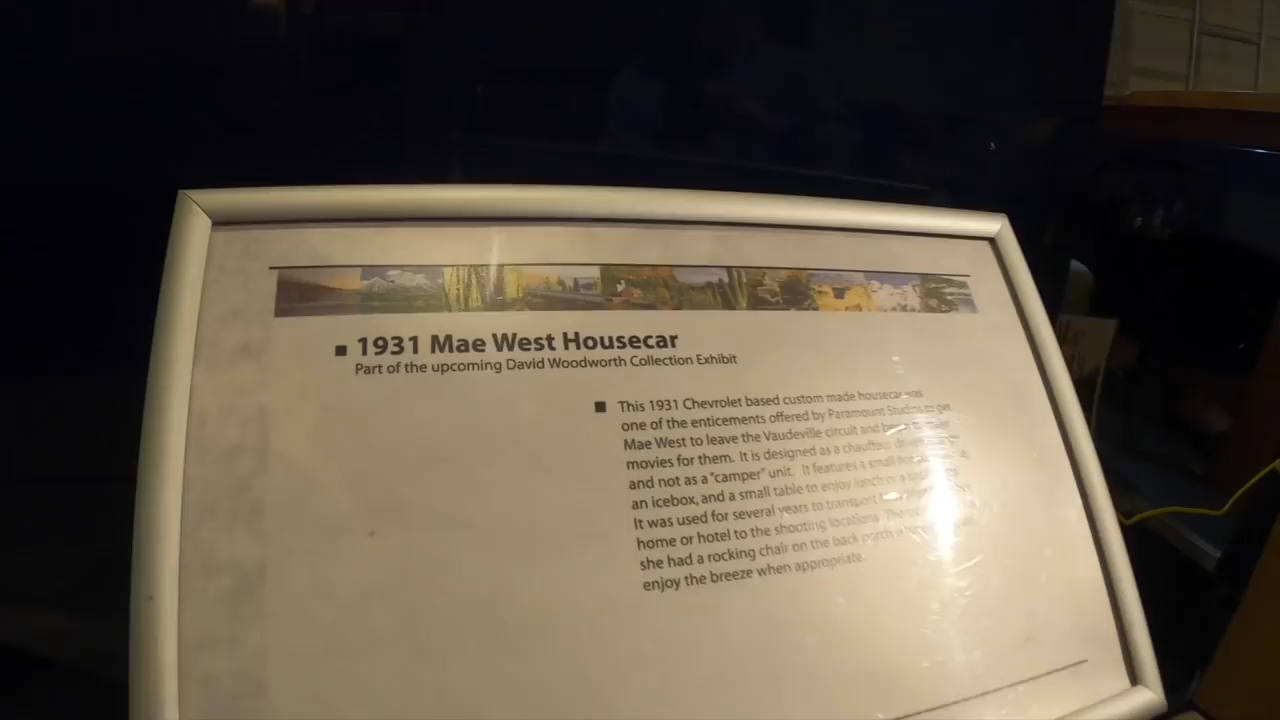 1931 Mae West Housecar
Part of the upcoming David Woodworth Collection Exhibit
This 1931 Chevrolet based custom made housecar was
one of the enticements offered by Paramount Studios to get
Mae West to leave the Vaudeville circuit and
movies for them. It is designed as a chauffeur
and not as a "camper" unit. It features a small
an icebox, and a small table to enjoy lunch or a
It was used for several years to transport
home or hotel to the shooting locations.
she had a rocking chair on the back porch
enjoy the breeze when appropriate.